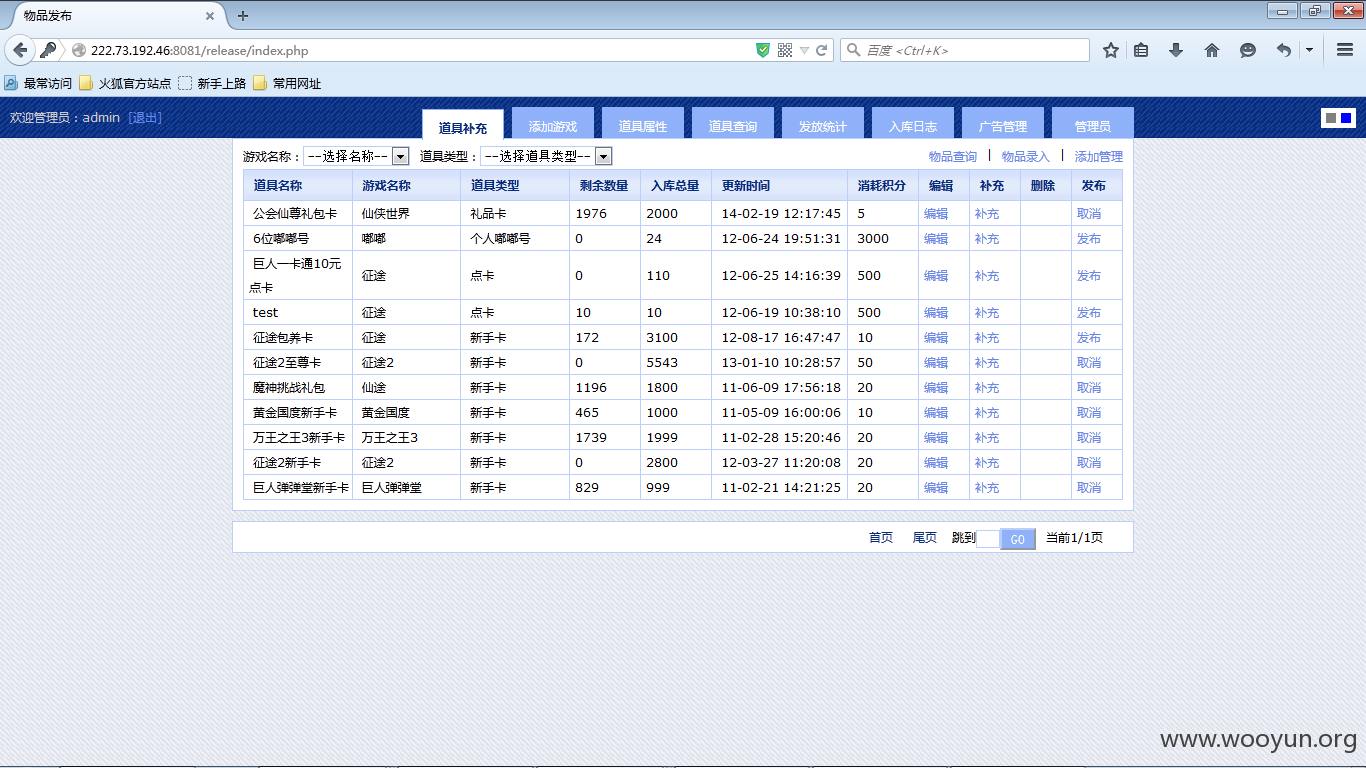 物品发布
222.73.192.46:8081/release/index.php
百度 <Ctrl+K>
最常访问 火狐官方站点 新手上路 常用网址
欢迎管理员：admin [退出]
道具补充 添加游戏 道具属性 道具查询 发放统计 入库日志 广告管理 管理员
游戏名称： --选择名称-- 道具类型： --选择道具类型-- 物品查询 | 物品录入 | 添加管理
道具名称 游戏名称 道具类型 剩余数量 入库总量 更新时间 消耗积分 编辑 补充 删除 发布
公会仙尊礼包卡 仙侠世界 礼品卡 1976 2000 14-02-19 12:17:45 5 编辑 补充 取消
6位嘟嘟号 嘟嘟 个人嘟嘟号 0 24 12-06-24 19:51:31 3000 编辑 补充 发布
巨人一卡通10元
点卡 征途 点卡 0 110 12-06-25 14:16:39 500 编辑 补充 发布
test 征途 点卡 10 10 12-06-19 10:38:10 500 编辑 补充 发布
征途包养卡 征途 新手卡 172 3100 12-08-17 16:47:47 10 编辑 补充 发布
征途2至尊卡 征途2 新手卡 0 5543 13-01-10 10:28:57 50 编辑 补充 取消
魔神挑战礼包 仙途 新手卡 1196 1800 11-06-09 17:56:18 20 编辑 补充 取消
黄金国度新手卡 黄金国度 新手卡 465 1000 11-05-09 16:00:06 10 编辑 补充 取消
万王之王3新手卡 万王之王3 新手卡 1739 1999 11-02-28 15:20:46 20 编辑 补充 取消
征途2新手卡 征途2 新手卡 0 2800 12-03-27 11:20:08 20 编辑 补充 取消
巨人弹弹堂新手卡 巨人弹弹堂 新手卡 829 999 11-02-21 14:21:25 20 编辑 补充 取消
首页 尾页 跳到 GO 当前1/1页
www.wooyun.org